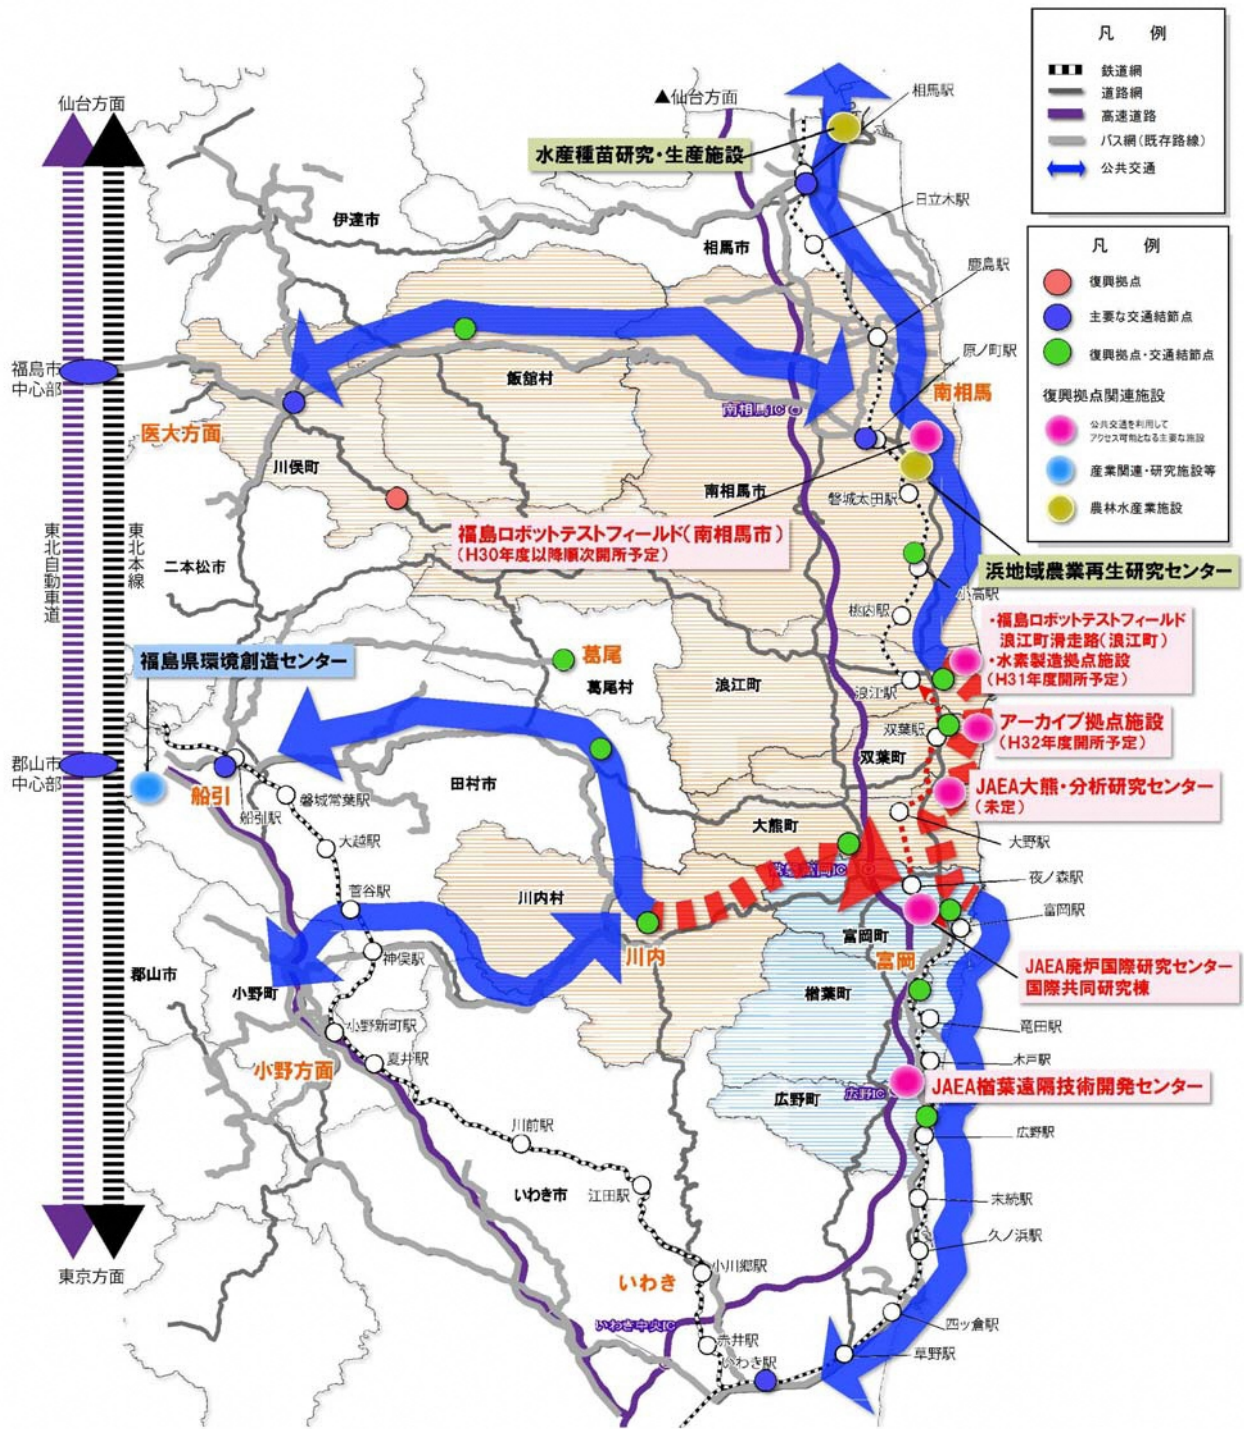 凡 例
鉄道網
道路網
高速道路
バス網(既存路線)
公共交通
凡 例
復興拠点
主要な交通結節点
復興拠点・交通結節点
復興拠点関連施設
公共交通を利用して
アクセス可能となる主要な施設
産業関連・研究施設等
農林水産業施設
仙台方面
▲仙台方面
相馬駅
水産種苗研究・生産施設
日立木駅
伊達市
相馬市
鹿島駅
原ノ町駅
福島市
中心部
飯舘村
南相馬
南相馬IC
医大方面
川俣町
南相馬市
磐城太田駅
福島ロボットテストフィールド(南相馬市)
(H30年度以降順次開所予定)
東北自動車道
東北本線
二本松市
浜地域農業再生研究センター
小高駅
桃内駅
・福島ロボットテストフィールド
浪江町滑走路(浪江町)
・水素製造拠点施設
(H31年度開所予定)
福島県環境創造センター
葛尾
葛尾村
浪江町
浪江駅
アーカイブ拠点施設
(H32年度開所予定)
双葉駅
双葉町
郡山市
中心部
船引
田村市
磐城常葉駅
船引駅
JAEA大熊・分析研究センター
(未定)
大熊町
大越駅
大野駅
菅谷駅
夜ノ森駅
川内村
富岡駅
富岡町
神俣駅
川内
富岡
JAEA廃炉国際研究センター
国際共同研究棟
郡山市
小野町
楢葉町
竜田駅
小野新町駅
夏井駅
木戸駅
小野方面
JAEA楢葉遠隔技術開発センター
広野IC
広野町
川前駅
広野駅
いわき市
江田駅
末続駅
久ノ浜駅
小川郷駅
いわき
東京方面
いわき中央IC
四ッ倉駅
赤井駅
草野駅
いわき駅